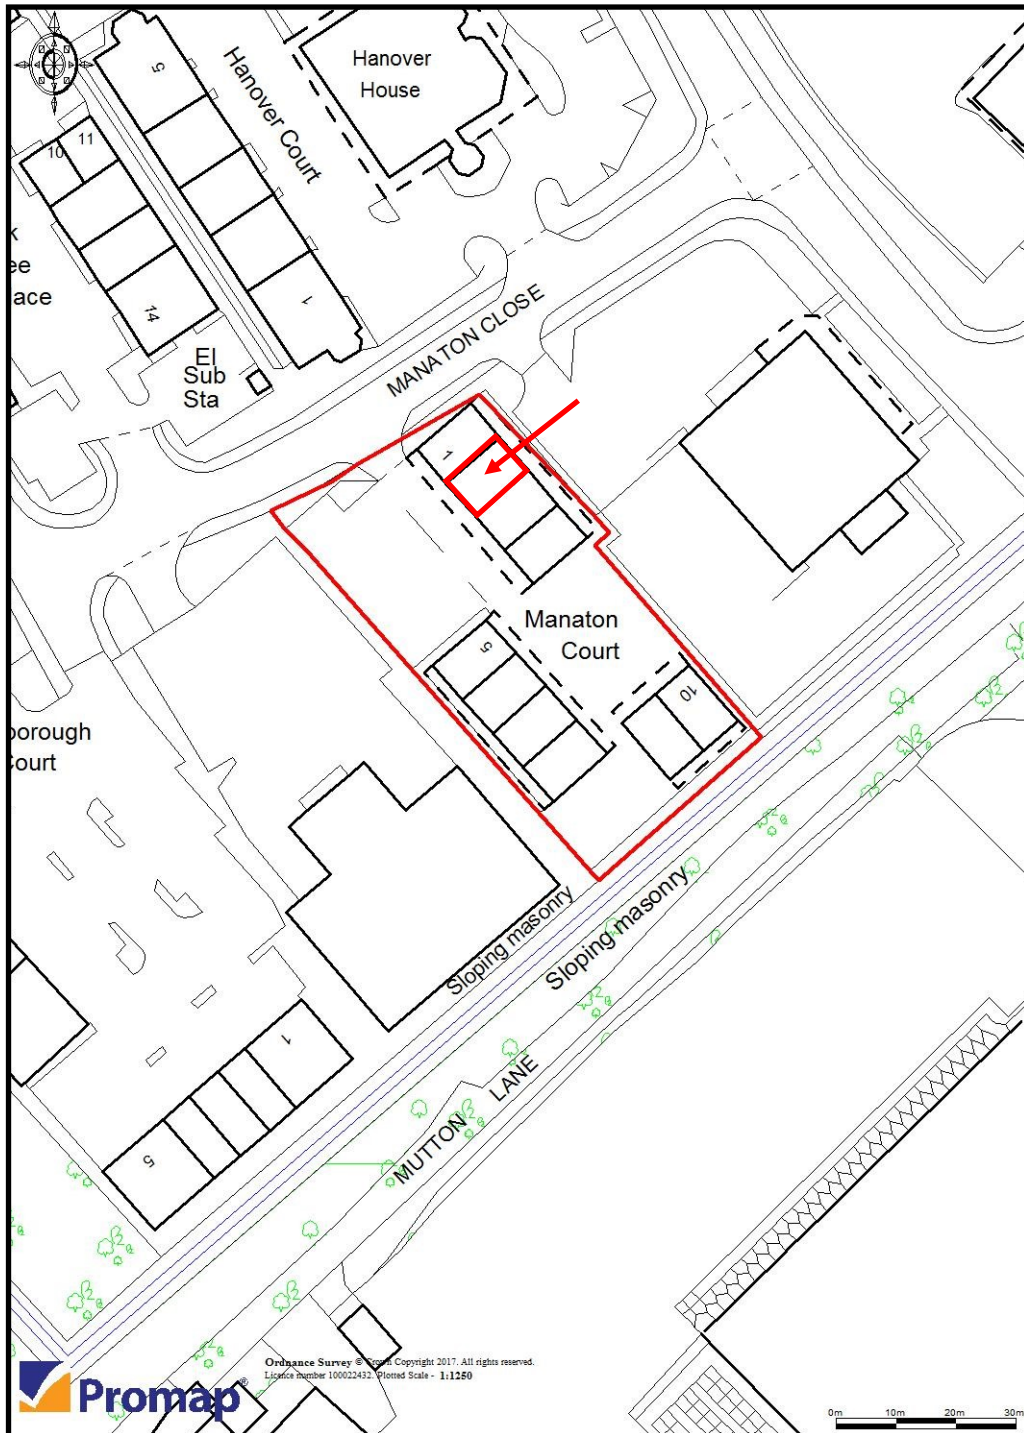 Hanover
House
Hanover Court
5
11
10
14
1
k
ee
ace
El
Sub
Sta
MANATON CLOSE
1
Manaton
Court
5
10
borough
Court
Sloping masonry
Sloping masonry
1
5
MUTTON LANE
Ordnance Survey © Crown Copyright 2017. All rights reserved.
Licence number 100022432. Plotted Scale - 1:1250
Promap®
0m 10m 20m 30m